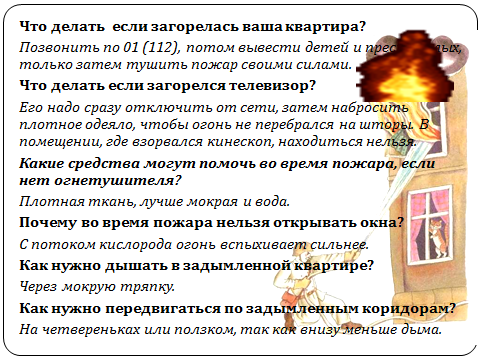 Что делать если загорелась ваша квартира?
Позвонить по 01 (112), потом вывести детей и
только затем тушить пожар своими силами.
Что делать если загорелся телевизор?
Его надо сразу отключить от сети, затем набросить
плотное одеяло, чтобы огонь не перебрался на шторы. В
помещении, где взорвался кинескоп, находиться нельзя.
Какие средства могут помочь во время пожара, если
нет огнетушителя?
Плотная ткань, лучше мокрая и вода.
Почему во время пожара нельзя открывать окна?
С потоком кислорода огонь вспыхивает сильнее.
Как нужно дышать в задымленной квартире?
Через мокрую тряпку.
Как нужно передвигаться по задымленным коридорам?
На четвереньках или ползком, так как внизу меньше дыма.